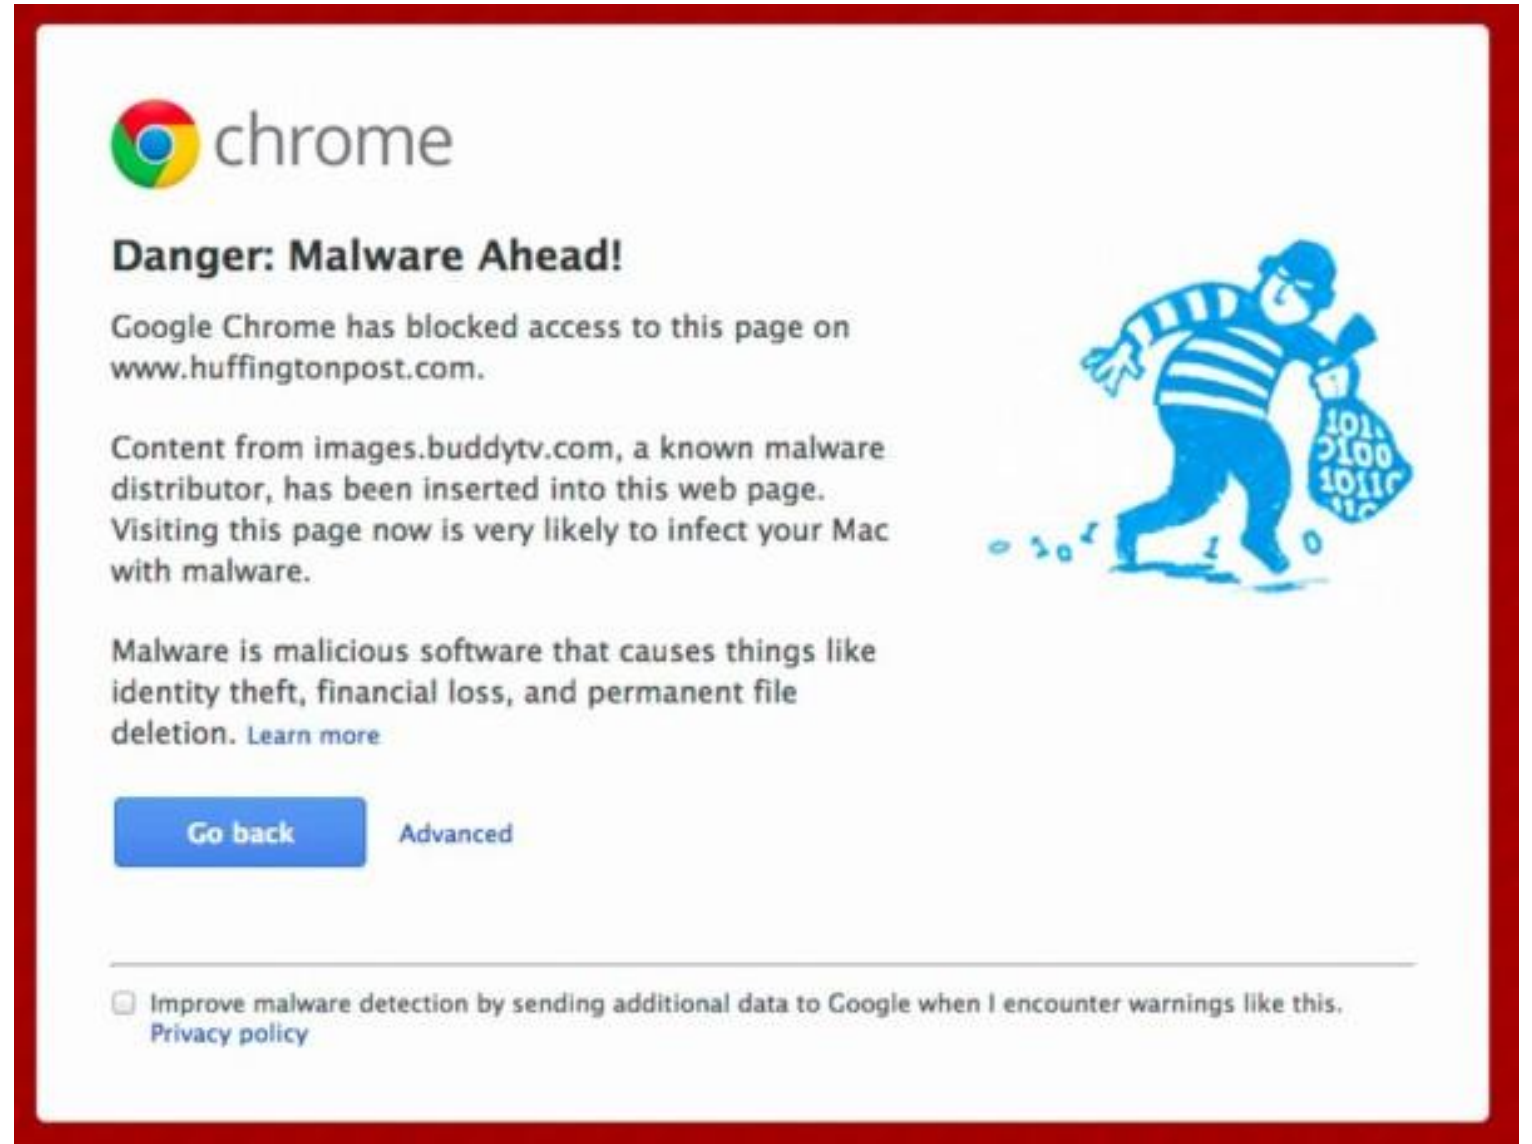 chrome
Danger: Malware Ahead!
Google Chrome has blocked access to this page on
www.huffingtonpost.com.
Content from images.buddytv.com, a known malware
distributor, has been inserted into this web page.
Visiting this page now is very likely to infect your Mac
with malware.
Malware is malicious software that causes things like
identity theft, financial loss, and permanent file
deletion. Learn more
Go back Advanced
Improve malware detection by sending additional data to Google when I encounter warnings like this.
Privacy policy